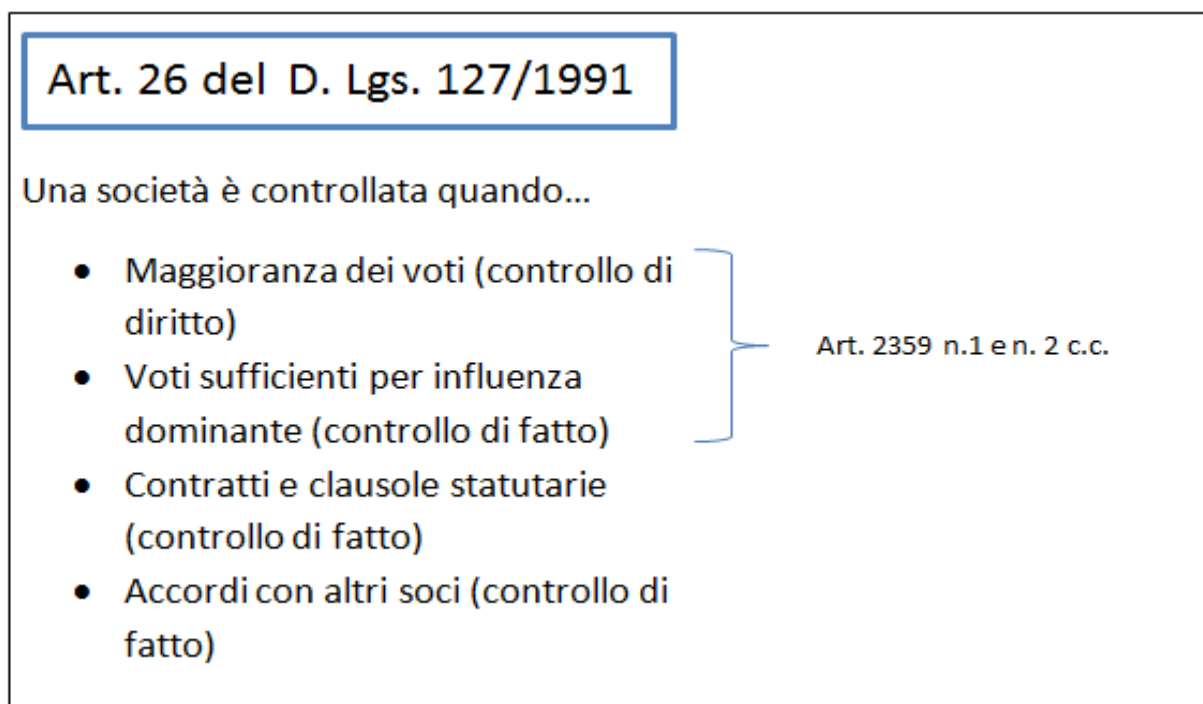 Art. 26 del D. Lgs. 127/1991
Una società è controllata quando...
• Maggioranza dei voti (controllo di
diritto)
• Voti sufficienti per influenza
dominante (controllo di fatto)
Art. 2359 n.1 e n. 2 c.c.
• Contratti e clausole statutarie
(controllo di fatto)
• Accordi con altri soci (controllo di
fatto)